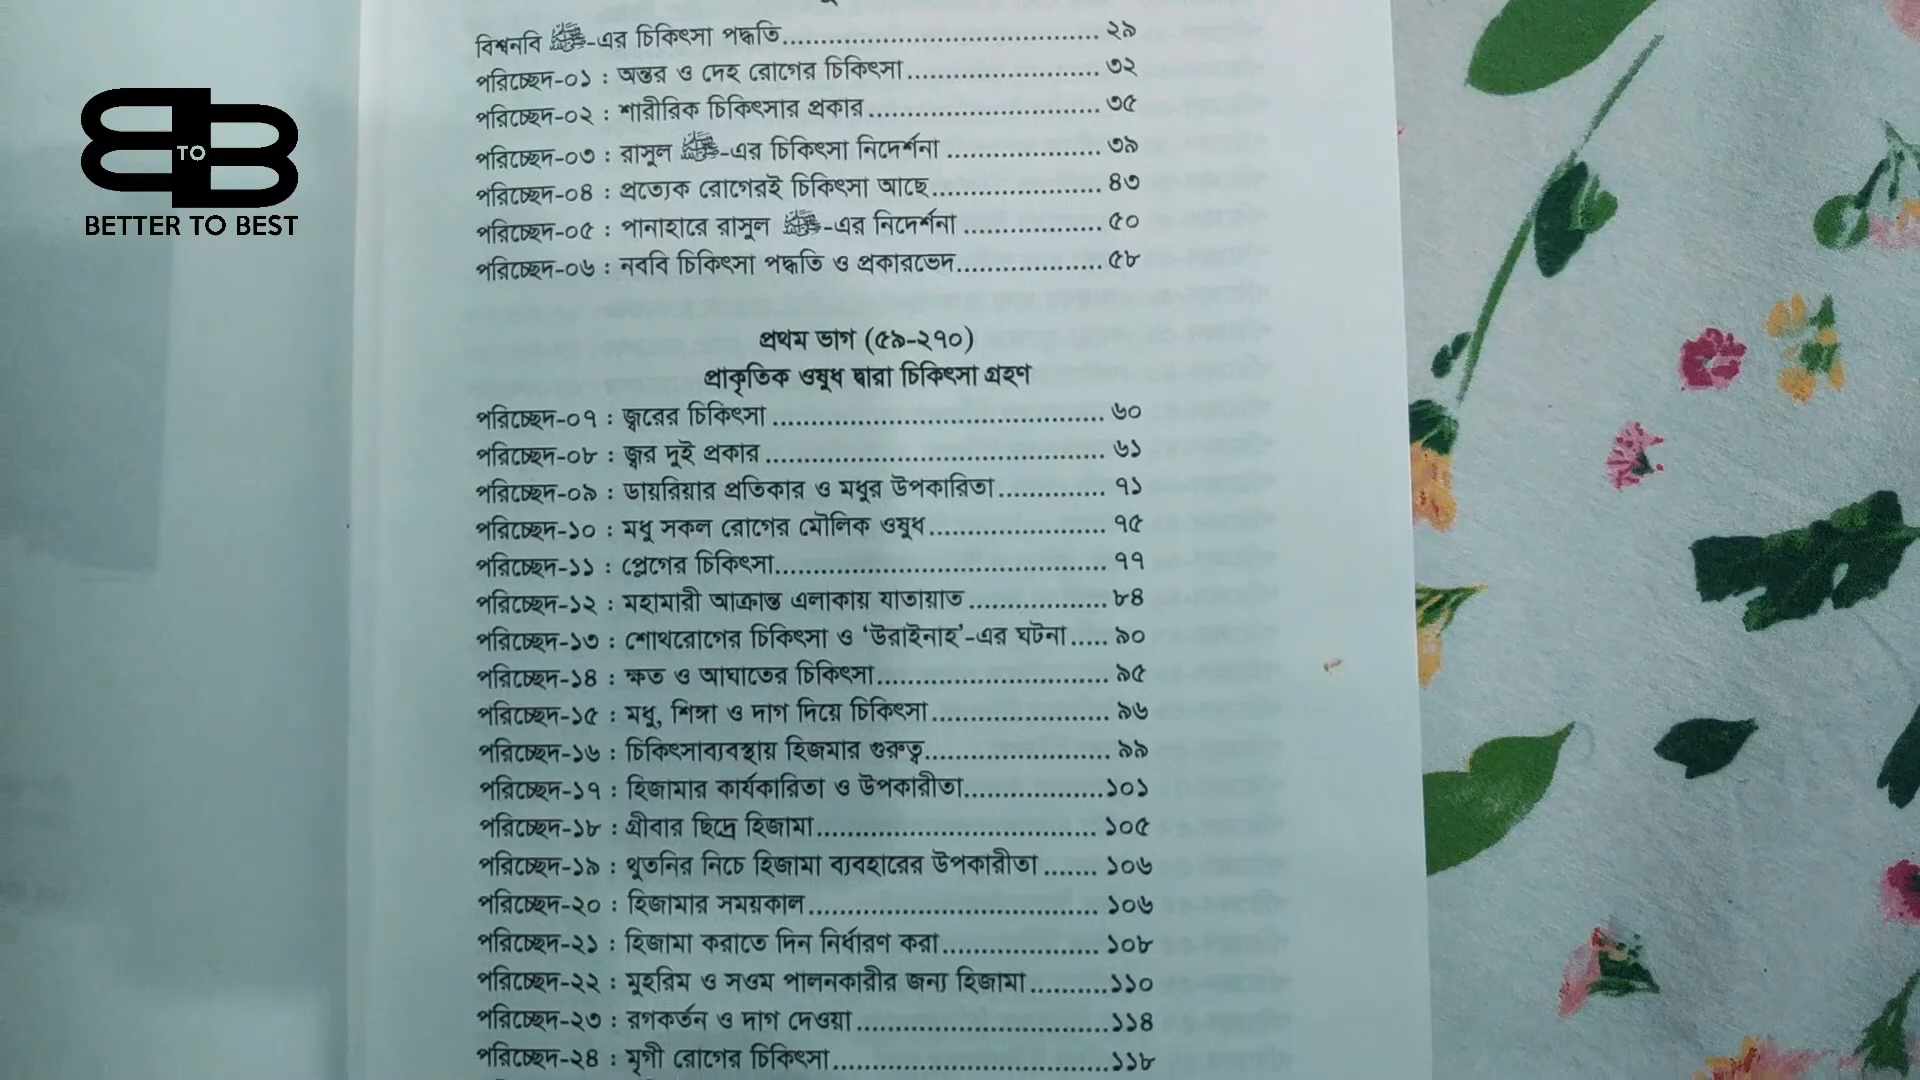 TO
BETTER TO BEST
বিশ্বনবি ﷺ-এর চিকিৎসা পদ্ধতি.......................................... ২৯
পরিচ্ছেদ-০১ : অন্তর ও দেহ রোগের চিকিৎসা.......................... ৩২
পরিচ্ছেদ-০২ : শারীরিক চিকিৎসার প্রকার............................... ৩৫
পরিচ্ছেদ-০৩ : রাসুল ﷺ-এর চিকিৎসা নির্দেশনা .................... ৩৯
পরিচ্ছেদ-০৪ : প্রত্যেক রোগেরই চিকিৎসা আছে....................... ৪৩
পরিচ্ছেদ-০৫ : পানাহারে রাসুল ﷺ-এর নির্দেশনা .................. ৫০
পরিচ্ছেদ-০৬ : নববি চিকিৎসা পদ্ধতি ও প্রকারভেদ.................... ৫৮
প্রথম ভাগ (৫৯-২৭০)
প্রাকৃতিক ওষুধ দ্বারা চিকিৎসা গ্রহণ
পরিচ্ছেদ-০৭ : জ্বরের চিকিৎসা ............................................ ৬০
পরিচ্ছেদ-০৮ : জ্বর দুই প্রকার............................................. ৬১
পরিচ্ছেদ-০৯ : ডায়রিয়ার প্রতিকার ও মধুর উপকারিতা.............. ৭১
পরিচ্ছেদ-১০ : মধু সকল রোগের মৌলিক ওষুধ....................... ৭৫
পরিচ্ছেদ-১১ : প্লেগের চিকিৎসা............................................ ৭৭
পরিচ্ছেদ-১২ : মহামারী আক্রান্ত এলাকায় যাতায়াত.................. ৮৪
পরিচ্ছেদ-১৩ : শোথরোগের চিকিৎসা ও ‘উরাইনাহ’-এর ঘটনা..... ৯০
পরিচ্ছেদ-১৪ : ক্ষত ও আঘাতের চিকিৎসা............................... ৯৫
পরিচ্ছেদ-১৫ : মধু, শিঙ্গা ও দাগ দিয়ে চিকিৎসা....................... ৯৬
পরিচ্ছেদ-১৬ : চিকিৎসাব্যবস্থায় হিজমার গুরুত্ব........................ ৯৯
পরিচ্ছেদ-১৭ : হিজামার কার্যকারিতা ও উপকারীতা..................১০১
পরিচ্ছেদ-১৮ : গ্রীবার ছিদ্রে হিজামা..................................... ১০৫
পরিচ্ছেদ-১৯ : থুতনির নিচে হিজামা ব্যবহারের উপকারীতা ....... ১০৬
পরিচ্ছেদ-২০ : হিজামার সময়কাল...................................... ১০৬
পরিচ্ছেদ-২১ : হিজামা করাতে দিন নির্ধারণ করা..................... ১০৮
পরিচ্ছেদ-২২ : মুহরিম ও সওম পালনকারীর জন্য হিজামা..........১১০
পরিচ্ছেদ-২৩ : রগকর্তন ও দাগ দেওয়া.................................১১৪
পরিচ্ছেদ-২৪ : মৃগী রোগের চিকিৎসা....................................১১৮